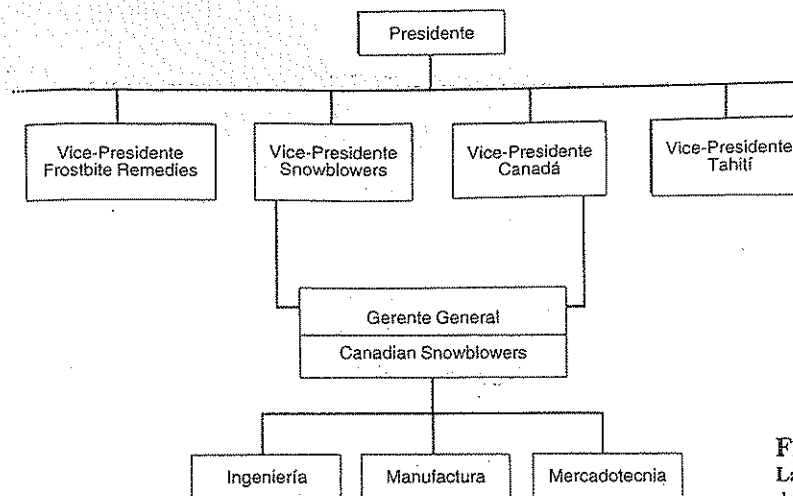 Presidente
Vice-Presidente
Frostbite Remedies
Vice-Presidente
Snowblowers
Vice-Presidente
Canadá
Vice-Presidente
Tahití
Gerente General
Canadian Snowblowers
Ingeniería
Manufactura
Mercadotecnia
La